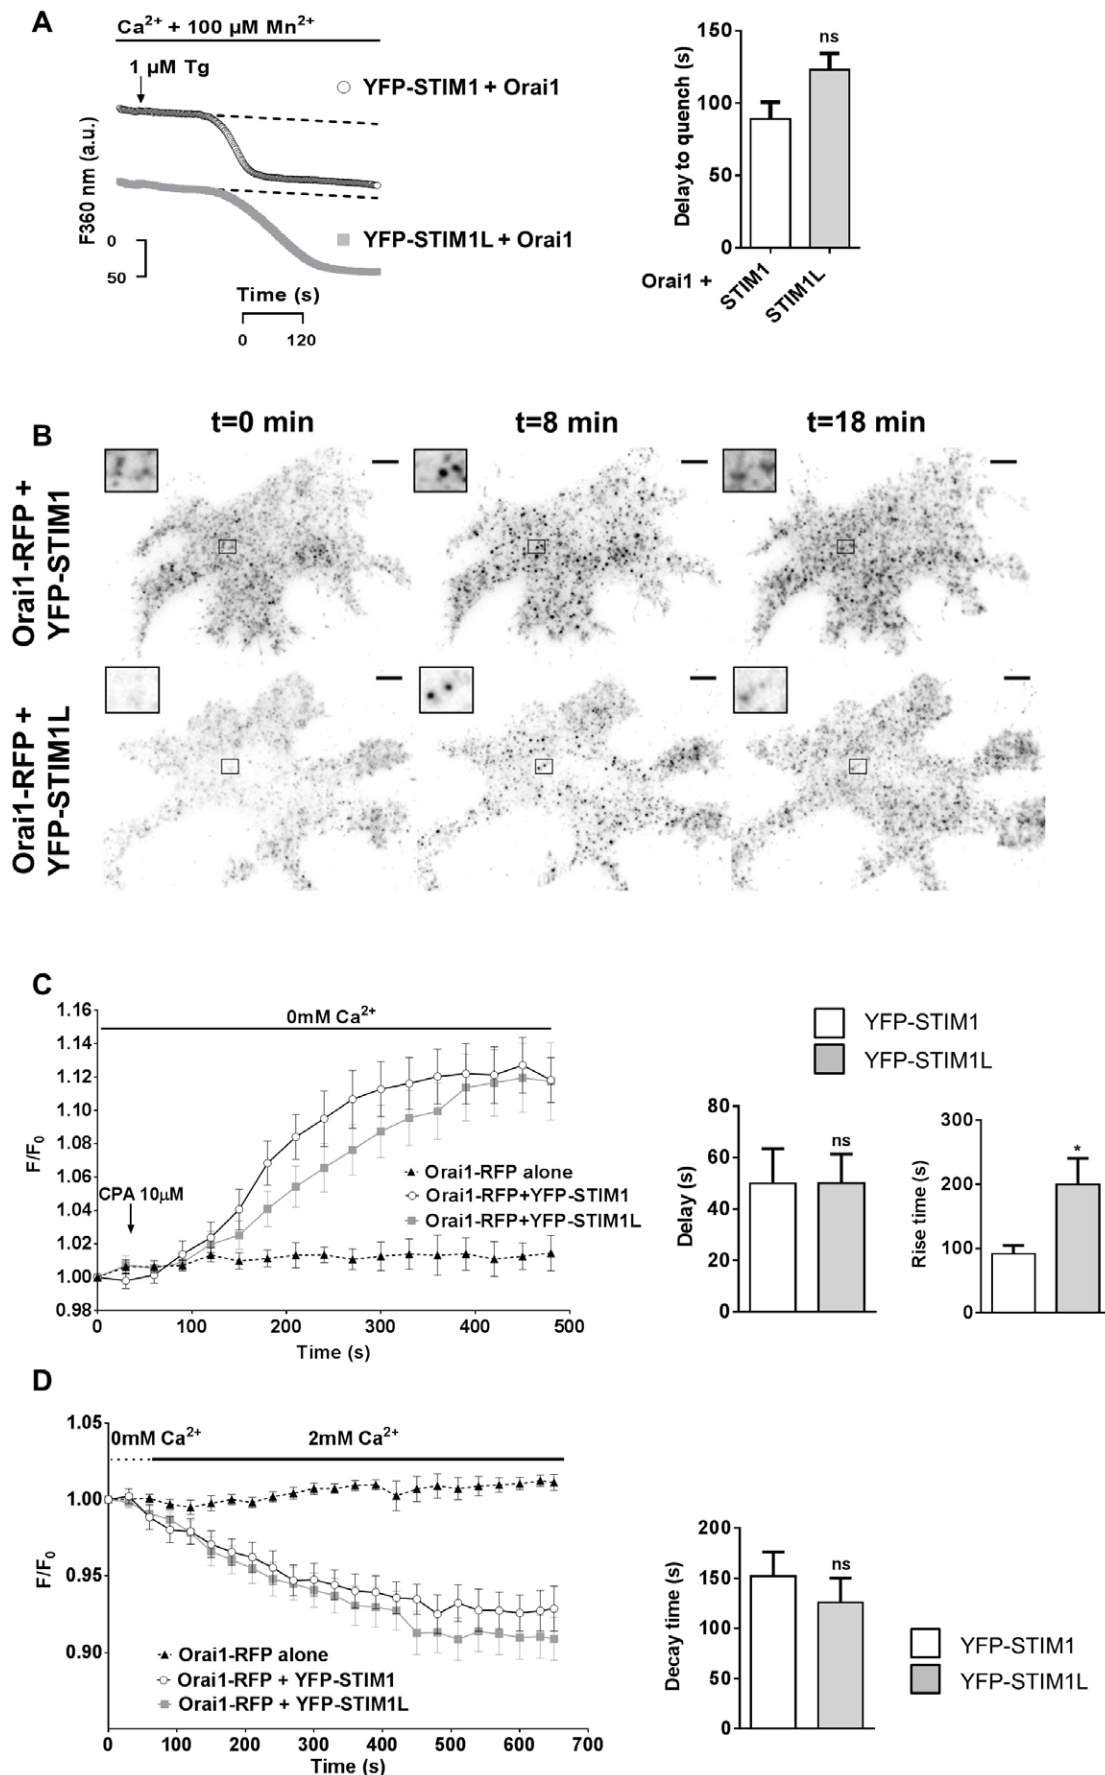 A
Ca²⁺ + 100 µM Mn²⁺
1 µM Tg
YFP-STIM1 + Orai1
F360 nm (a.u.)
YFP-STIM1L + Orai1
0
50
Time (s)
0 120
150
100
50
0
Delay to quench (s)
ns
Orai1 +
STIM1
STIM1L
B
t=0 min t=8 min t=18 min
Orai1-RFP +
YFP-STIM1
Orai1-RFP +
YFP-STIM1L
C
1.16
1.14
1.12
1.10
1.08
1.06
1.04
1.02
1.00
0.98
F/F₀
0mM Ca²⁺
CPA 10µM
Orai1-RFP alone
Orai1-RFP+YFP-STIM1
Orai1-RFP+YFP-STIM1L
0 100 200 300 400 500
Time (s)
YFP-STIM1
YFP-STIM1L
80
60
40
20
0
Delay (s)
ns
300
200
100
0
Rise time (s)
*
D
1.05
1.00
0.95
0.90
F/F₀
0mM Ca²⁺ 2mM Ca²⁺
Orai1-RFP alone
Orai1-RFP + YFP-STIM1
Orai1-RFP + YFP-STIM1L
0 100 200 300 400 500 600 700
Time (s)
200
150
100
50
0
Decay time (s)
ns
YFP-STIM1
YFP-STIM1L